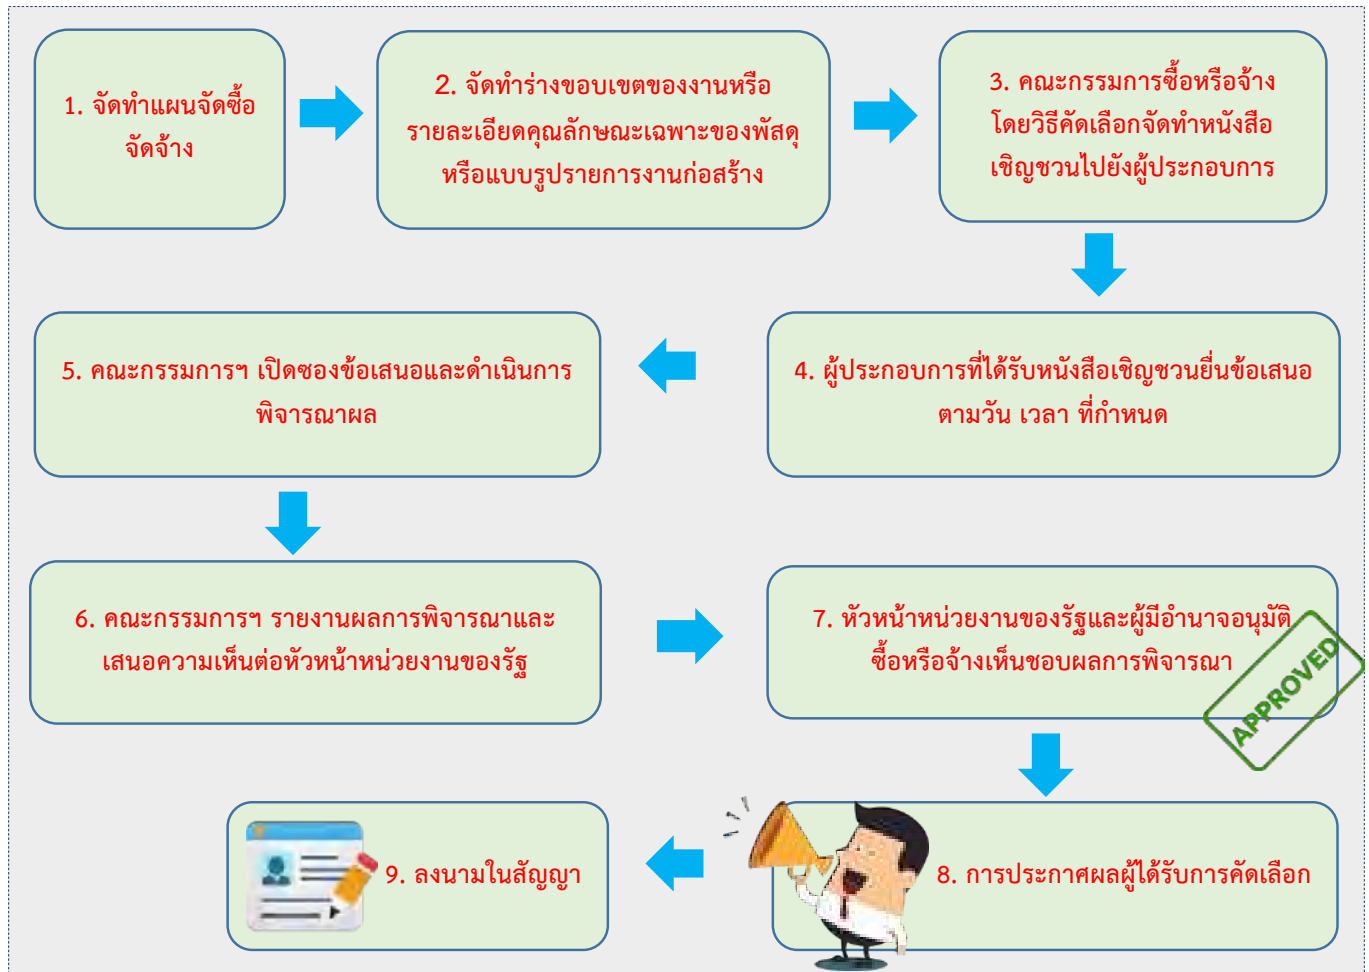 1. จัดทำแผนจัดซื้อ
จัดจ้าง
2. จัดทำร่างขอบเขตของงานหรือ
รายละเอียดคุณลักษณะเฉพาะของพัสดุ
หรือแบบรูปรายการงานก่อสร้าง
3. คณะกรรมการซื้อหรือจ้าง
โดยวิธีคัดเลือกจัดทำหนังสือ
เชิญชวนไปยังผู้ประกอบการ
4. ผู้ประกอบการที่ได้รับหนังสือเชิญชวนยื่นข้อเสนอ
ตามวัน เวลา ที่กำหนด
5. คณะกรรมการฯ เปิดซองข้อเสนอและดำเนินการ
พิจารณาผล
6. คณะกรรมการฯ รายงานผลการพิจารณาและ
เสนอความเห็นต่อหัวหน้าหน่วยงานของรัฐ
7. หัวหน้าหน่วยงานของรัฐและผู้มีอำนาจอนุมัติ
ซื้อหรือจ้างเห็นชอบผลการพิจารณา
APPROVED
8. การประกาศผลผู้ได้รับการคัดเลือก
9. ลงนามในสัญญา